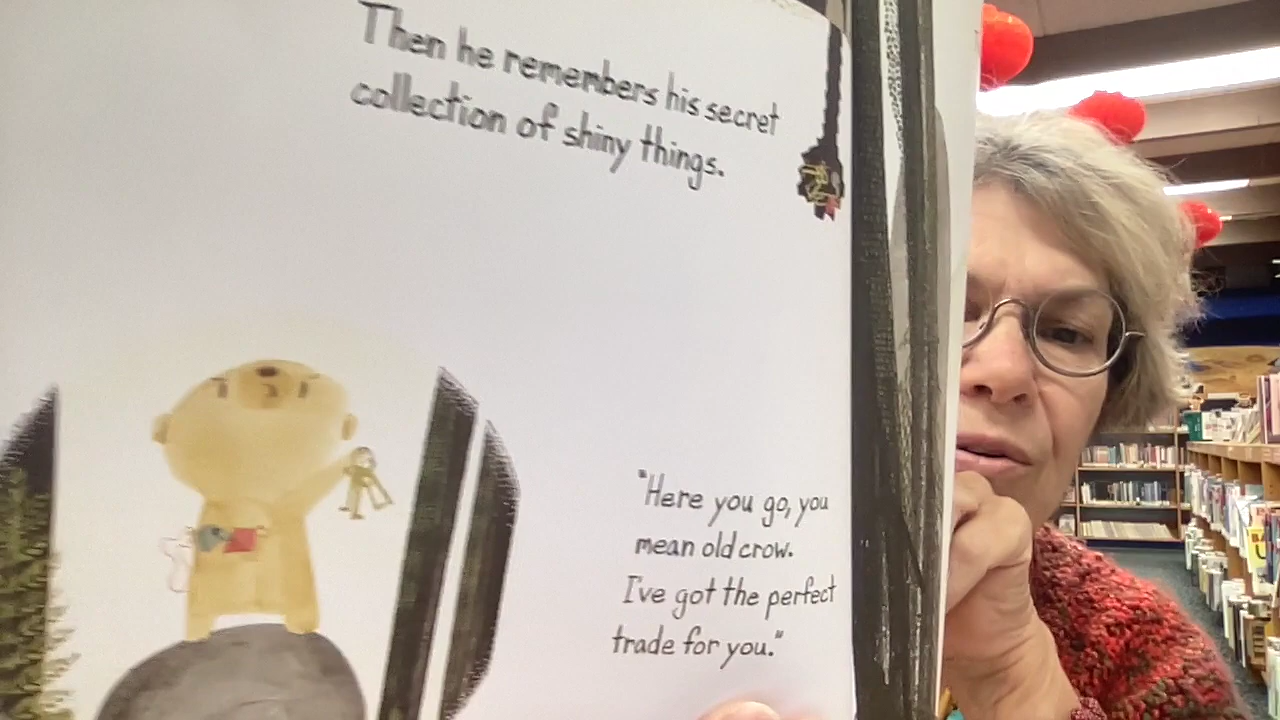 Then he remembers his secret
collection of shiny things.
"Here you go, you
mean old crow.
I've got the perfect
trade for you."